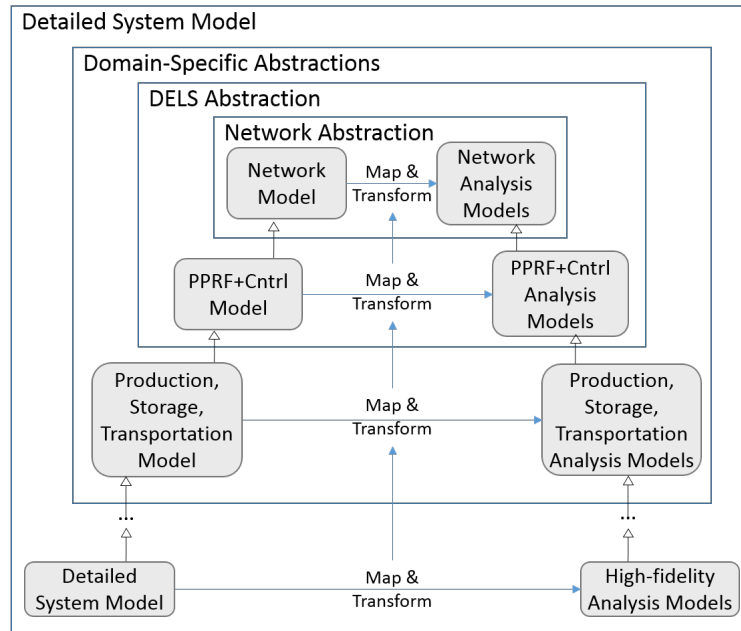 Detailed System Model
Domain-Specific Abstractions
DELS Abstraction
Network Abstraction
Network
Model
Map &
Transform
Network
Analysis
Models
PPRF+Cntrl
Model
Map &
Transform
PPRF+Cntrl
Analysis
Models
Production,
Storage,
Transportation
Model
Map &
Transform
Production,
Storage,
Transportation
Analysis Models
...
...
Detailed
System Model
Map &
Transform
High-fidelity
Analysis Models